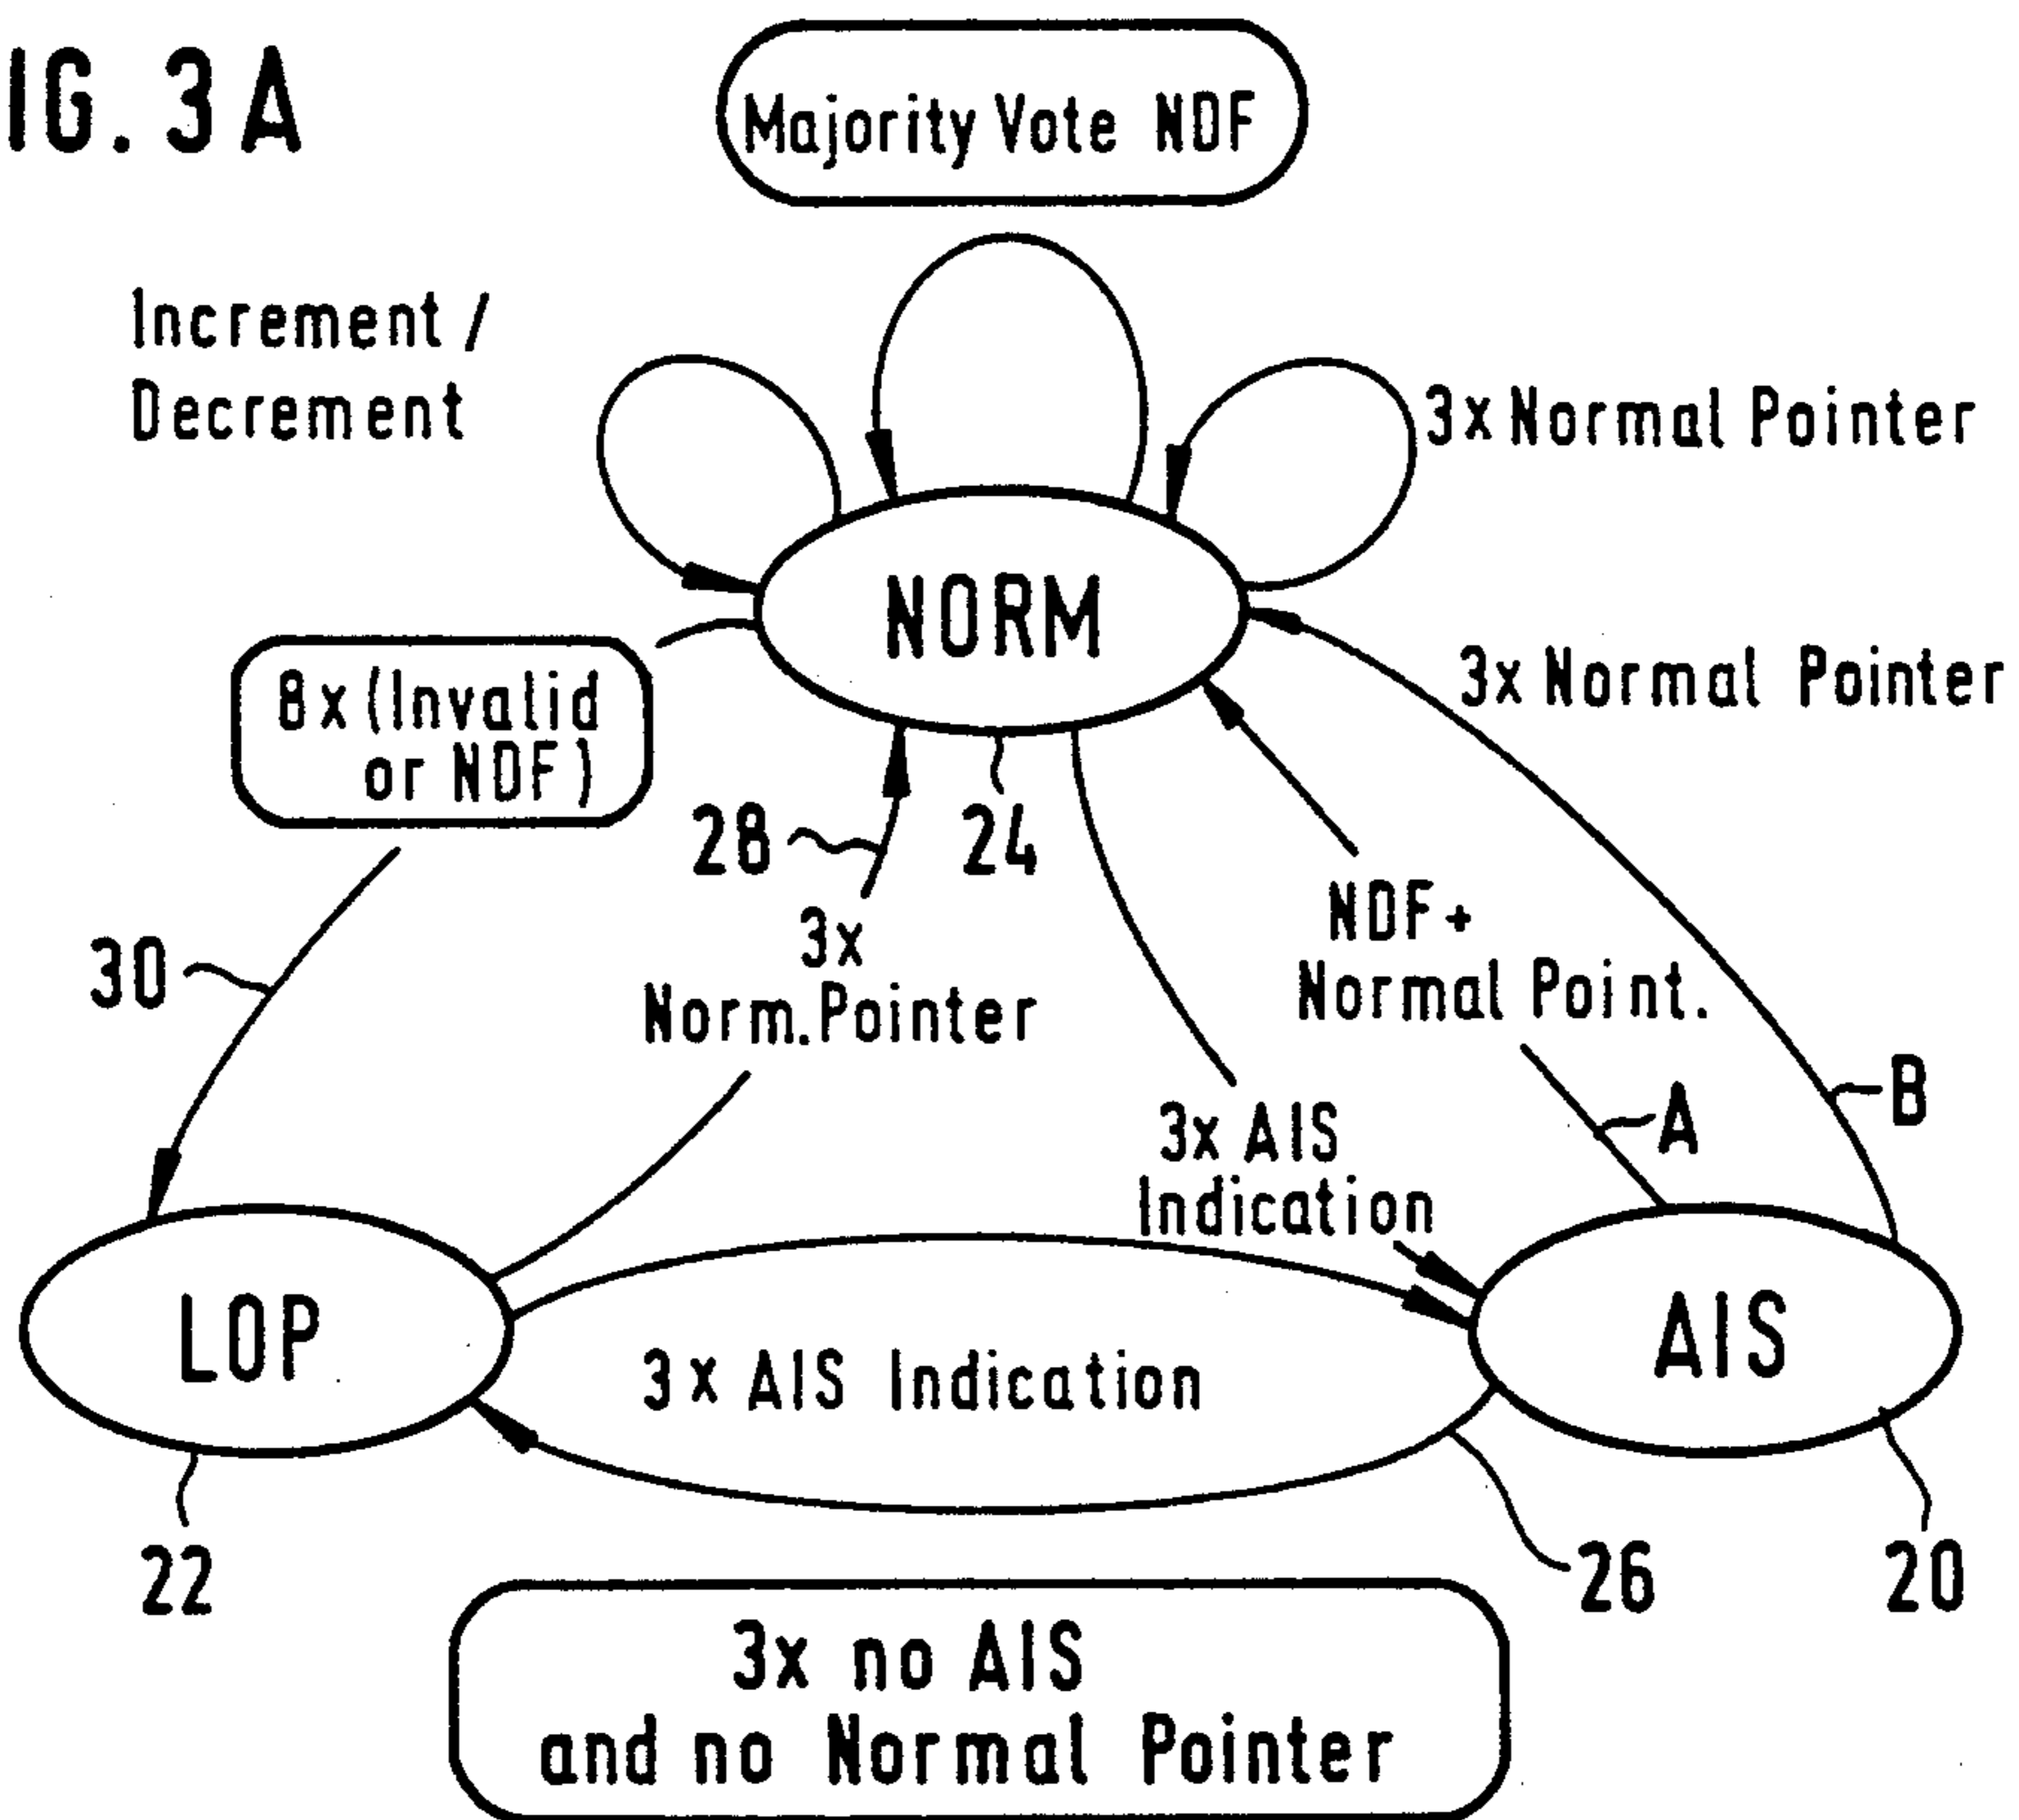 IG. 3A
Majority Vote NDF
Increment /
Decrement
3x Normal Pointer
NORM
3x Normal Pointer
8x (Invalid
or NDF)
28
24
NDF+
Normal Point.
30
3x
Norm. Pointer
B
A
3x AIS
Indication
LOP
3x AIS Indication
AIS
22
26
20
3x no AIS
and no Normal Pointer